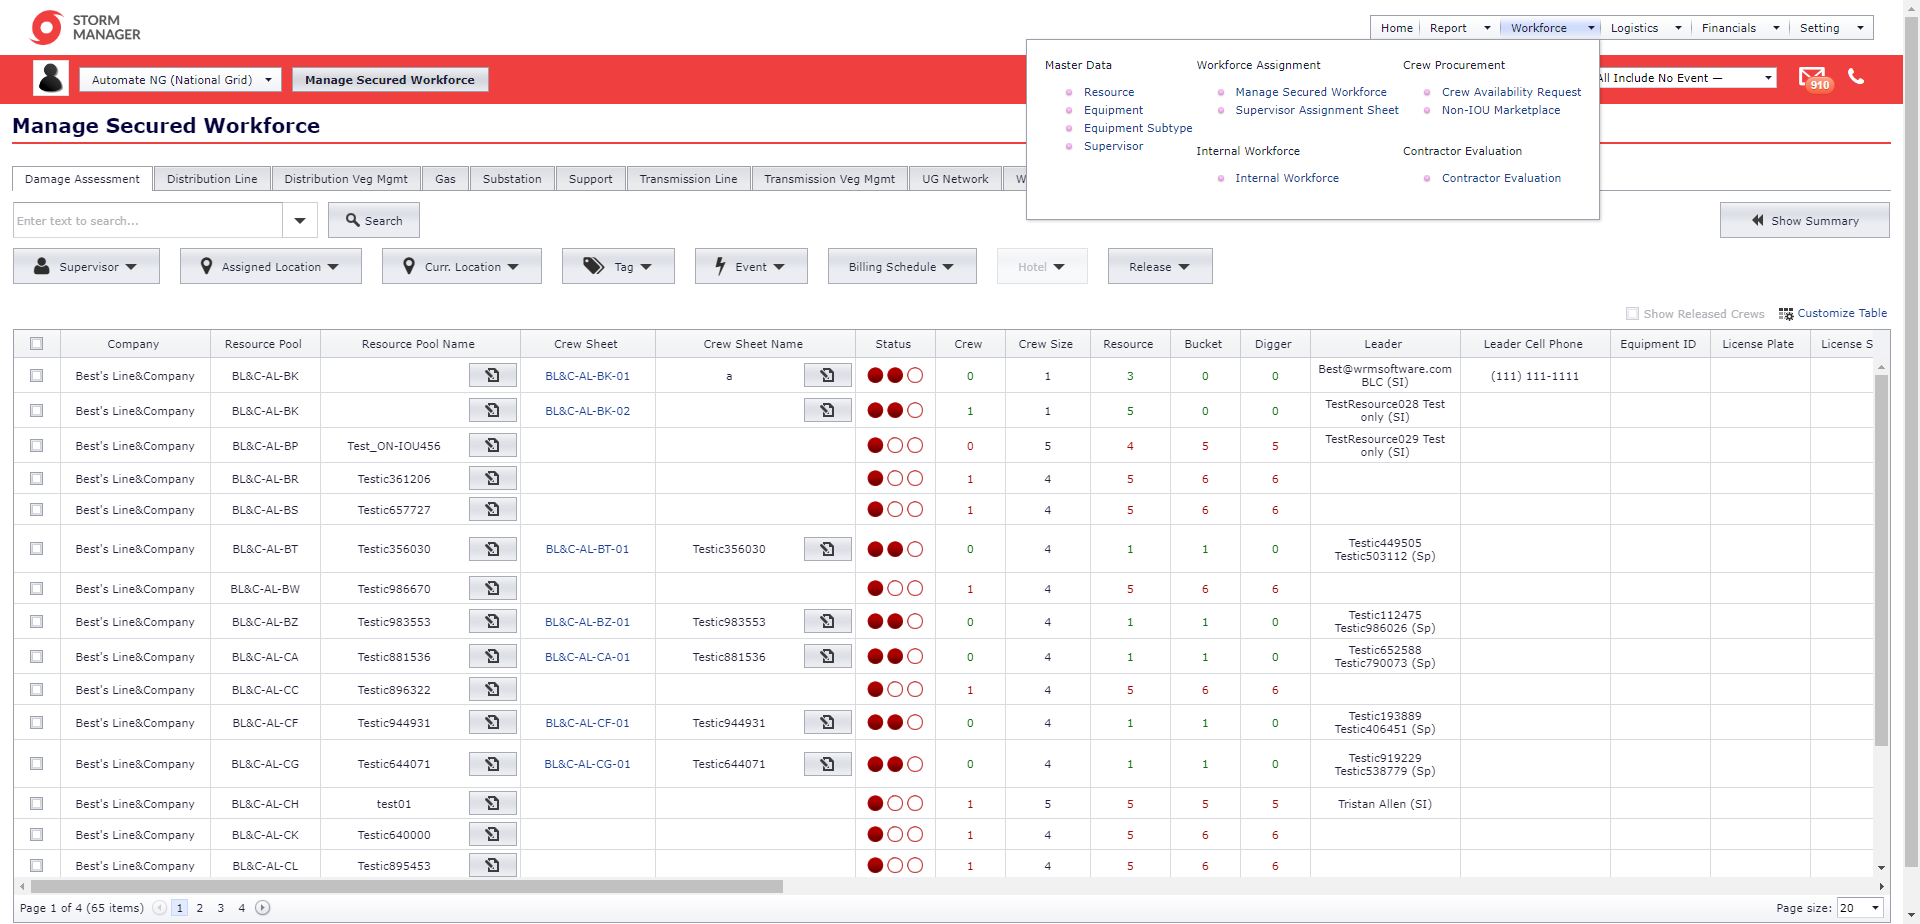 STORM
MANAGER
Home Report Workforce Logistics Financials Setting
Automate NG (National Grid) Manage Secured Workforce
All Include No Event — 910
Master Data
Resource
Equipment
Equipment Subtype
Supervisor
Workforce Assignment
Manage Secured Workforce
Supervisor Assignment Sheet
Internal Workforce
Internal Workforce
Crew Procurement
Crew Availability Request
Non-IOU Marketplace
Contractor Evaluation
Contractor Evaluation
Manage Secured Workforce
Damage Assessment Distribution Line Distribution Veg Mgmt Gas Substation Support Transmission Line Transmission Veg Mgmt UG Network W
Enter text to search... Search Show Summary
Supervisor Assigned Location Curr. Location Tag Event Billing Schedule Hotel Release
Show Released Crews Customize Table
Company Resource Pool Resource Pool Name Crew Sheet Crew Sheet Name Status Crew Crew Size Resource Bucket Digger Leader Leader Cell Phone Equipment ID License Plate License S
Best's Line&Company BL&C-AL-BK BL&C-AL-BK-01 a 0 1 3 0 0 Best@wrmsoftware.com BLC (SI) (111) 111-1111
Best's Line&Company BL&C-AL-BK BL&C-AL-BK-02 1 1 5 0 0 TestResource028 Test only (SI)
Best's Line&Company BL&C-AL-BP Test_ON-IOU456 0 5 4 5 5 TestResource029 Test only (SI)
Best's Line&Company BL&C-AL-BR Testic361206 1 4 5 6 6
Best's Line&Company BL&C-AL-BS Testic657727 1 4 5 6 6
Best's Line&Company BL&C-AL-BT Testic356030 BL&C-AL-BT-01 Testic356030 0 4 1 1 0 Testic449505 Testic503112 (Sp)
Best's Line&Company BL&C-AL-BW Testic986670 1 4 5 6 6
Best's Line&Company BL&C-AL-BZ Testic983553 BL&C-AL-BZ-01 Testic983553 0 4 1 1 0 Testic112475 Testic986026 (Sp)
Best's Line&Company BL&C-AL-CA Testic881536 BL&C-AL-CA-01 Testic881536 0 4 1 1 0 Testic652588 Testic790073 (Sp)
Best's Line&Company BL&C-AL-CC Testic896322 1 4 5 6 6
Best's Line&Company BL&C-AL-CF Testic944931 BL&C-AL-CF-01 Testic944931 0 4 1 1 0 Testic193889 Testic406451 (Sp)
Best's Line&Company BL&C-AL-CG Testic644071 BL&C-AL-CG-01 Testic644071 0 4 1 1 0 Testic919229 Testic538779 (Sp)
Best's Line&Company BL&C-AL-CH test01 1 5 5 5 5 Tristan Allen (SI)
Best's Line&Company BL&C-AL-CK Testic640000 1 4 5 6 6
Best's Line&Company BL&C-AL-CL Testic895453 1 4 5 6 6
Page 1 of 4 (65 items) 1 2 3 4 Page size: 20